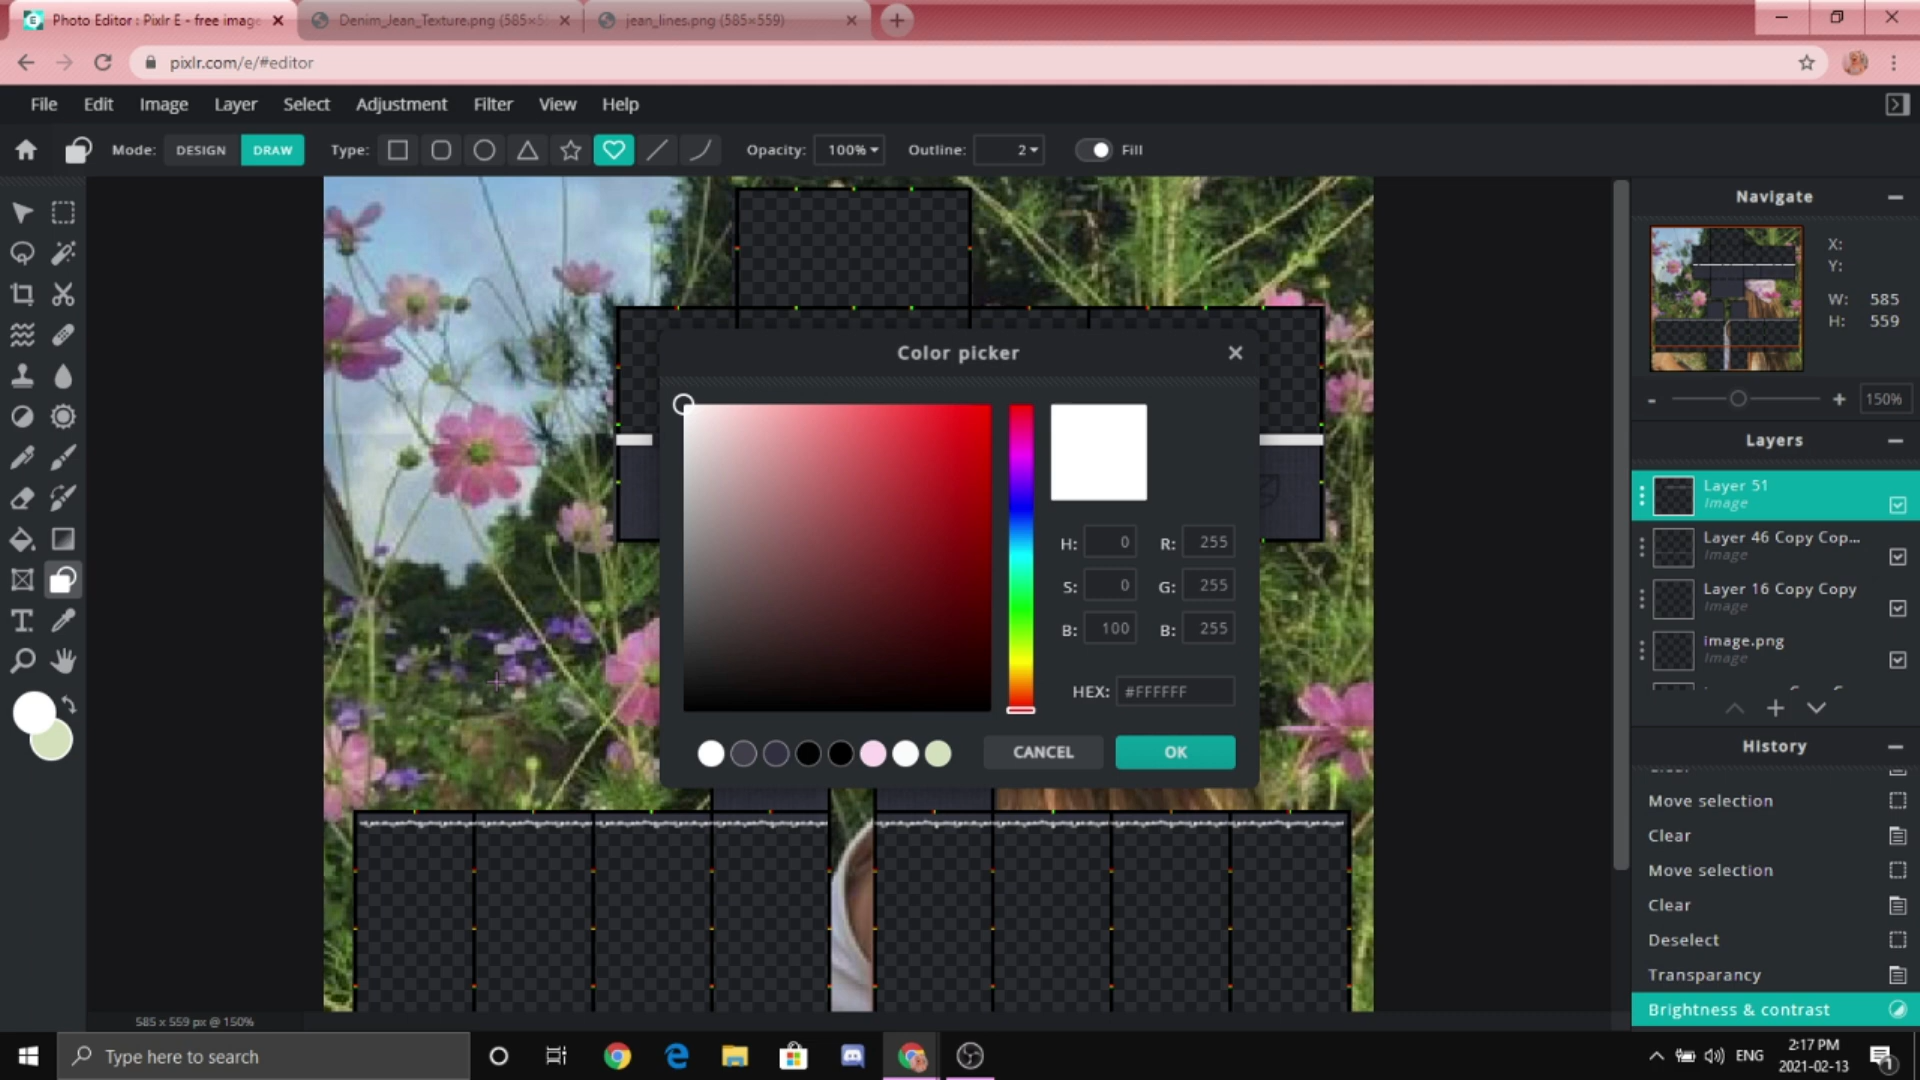 Photo Editor : Pixlr E - free image
Denim_Jean_Texture.png (585×5
jean_lines.png (585×559)
pixlr.com/e/#editor
File Edit Image Layer Select Adjustment Filter View Help
Mode: DESIGN DRAW Type: Opacity: 100% Outline: 2 Fill
Navigate
X:
Y:
W: 585
H: 559
150%
Layers
Layer 51
Image
Layer 46 Copy Cop...
Image
Layer 16 Copy Copy
Image
image.png
Image
Color picker
H: 0 R: 255
S: 0 G: 255
B: 100 B: 255
HEX: #FFFFFF
CANCEL OK
History
Move selection
Clear
Move selection
Clear
Deselect
Transparancy
Brightness & contrast
585 x 559 px @ 150%
Type here to search
ENG
2:17 PM
2021-02-13
1